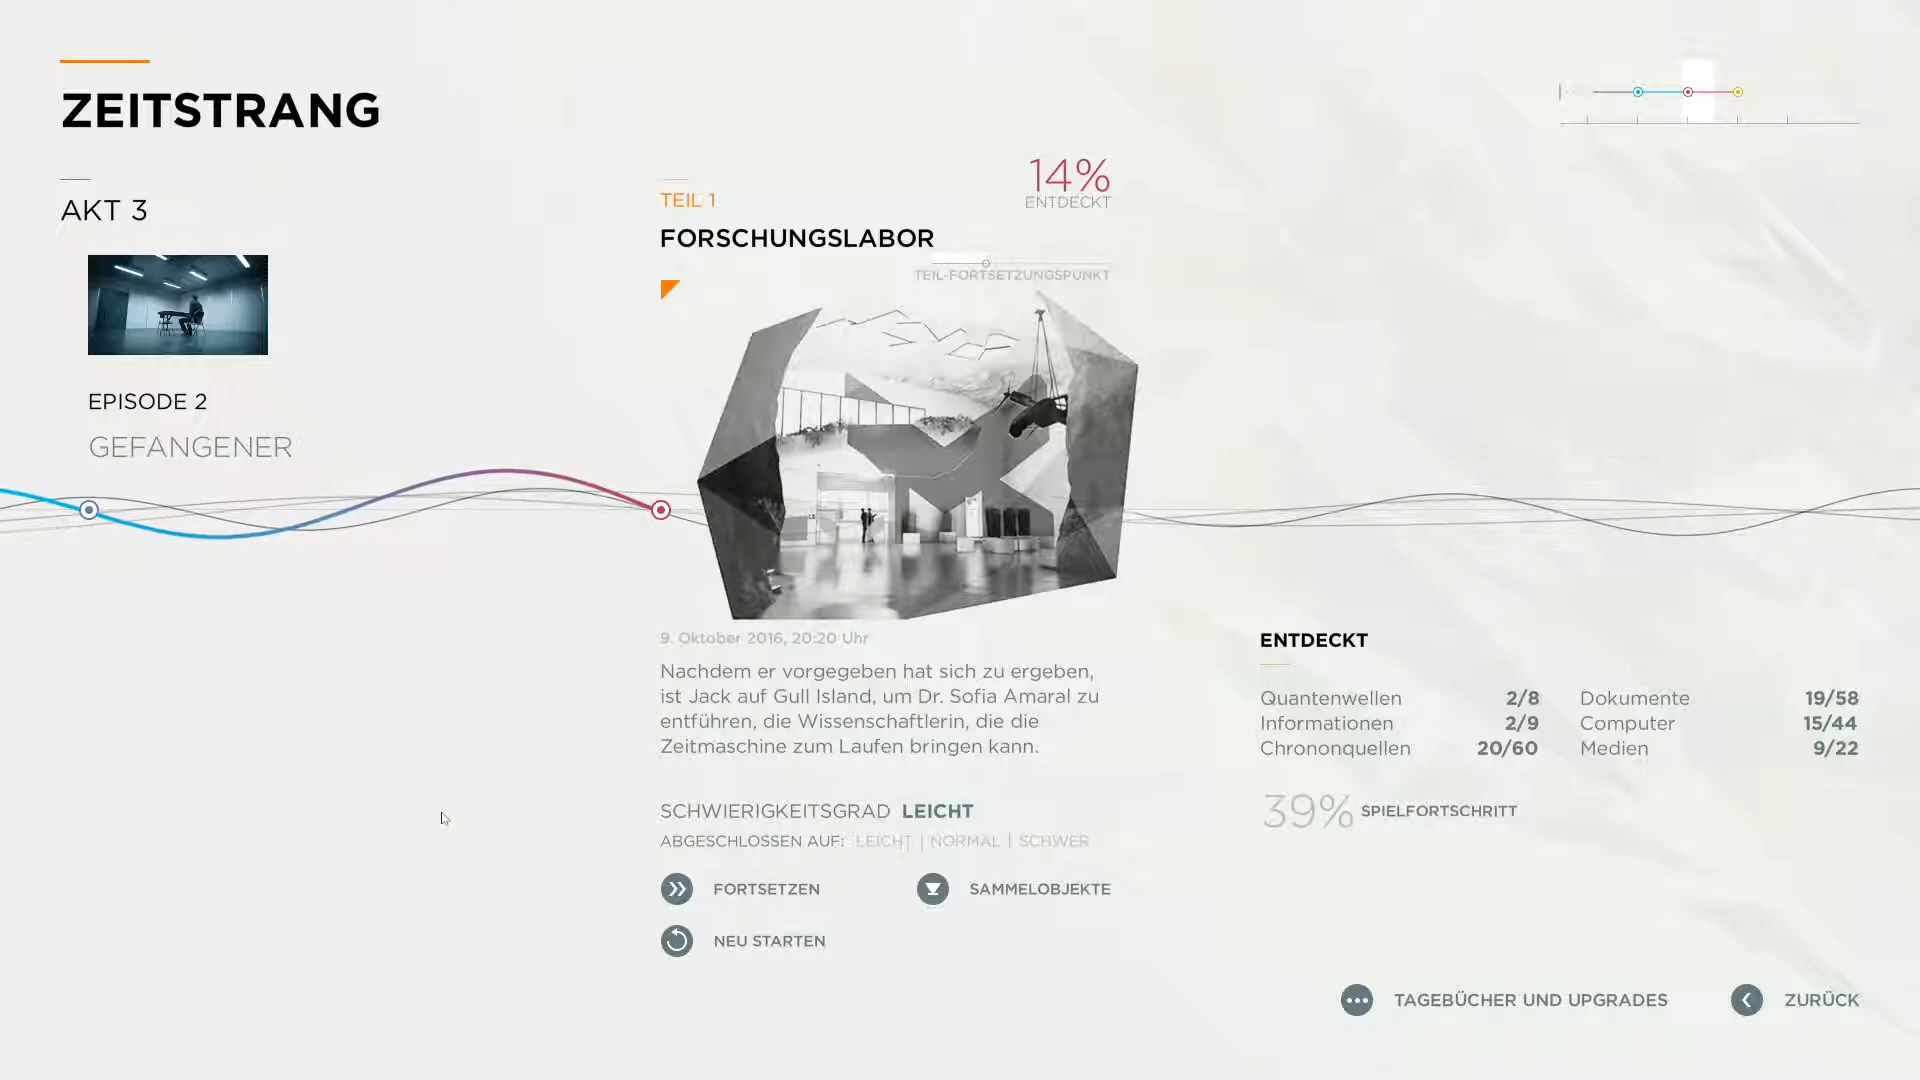 ZEITSTRANG
AKT 3
EPISODE 2
GEFANGENER
TEIL 1
14%
ENTDECKT
FORSCHUNGSLABOR
TEIL-FORTSETZUNGSPUNKT
9. Oktober 2016, 20:20 Uhr
Nachdem er vorgegeben hat sich zu ergeben,
ist Jack auf Gull Island, um Dr. Sofia Amaral zu
entführen, die Wissenschaftlerin, die die
Zeitmaschine zum Laufen bringen kann.
SCHWIERIGKEITSGRAD LEICHT
ABGESCHLOSSEN AUF: LEICHT | NORMAL | SCHWER
FORTSETZEN
SAMMELOBJEKTE
NEU STARTEN
ENTDECKT
Quantenwellen 2/8 Dokumente 19/58
Informationen 2/9 Computer 15/44
Chrononquellen 20/60 Medien 9/22
39% SPIELFORTSCHRITT
TAGEBÜCHER UND UPGRADES
ZURÜCK